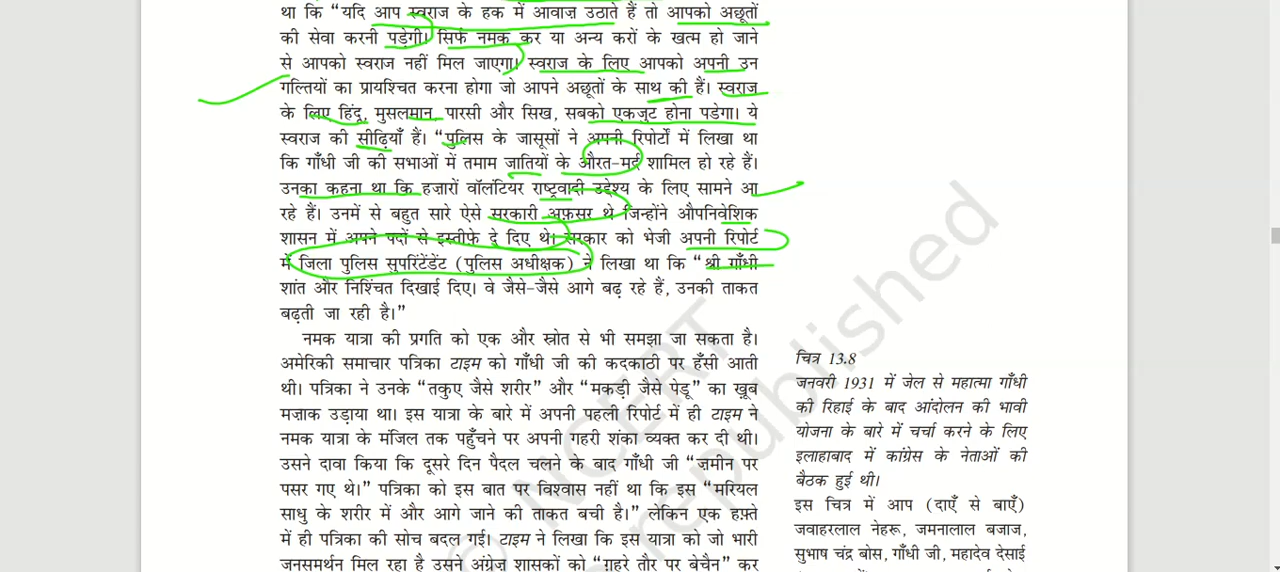 था कि “यदि आप स्वराज के हक में आवाज़ उठाते हैं तो आपको अछूतों
की सेवा करनी पड़ेगी। सिर्फ नमक कर या अन्य करों के खत्म हो जाने
से आपको स्वराज नहीं मिल जाएगा। स्वराज के लिए आपको अपनी उन
गल्तियों का प्रायश्चित करना होगा जो आपने अछूतों के साथ की हैं। स्वराज
के लिए हिंदू, मुसलमान, पारसी और सिख, सबको एकजुट होना पड़ेगा। ये
स्वराज की सीढ़ियाँ हैं। “पुलिस के जासूसों ने अपनी रिपोर्टों में लिखा था
कि गाँधी जी की सभाओं में तमाम जातियों के औरत-मर्द शामिल हो रहे हैं।
उनका कहना था कि हजारों वॉलंटियर राष्ट्रवादी उद्देश्य के लिए सामने आ
रहे हैं। उनमें से बहुत सारे ऐसे सरकारी अफ़सर थे जिन्होंने औपनिवेशिक
शासन में अपने पदों से इस्तीफे दे दिए थे। सरकार को भेजी अपनी रिपोर्ट
में जिला पुलिस सुपरिंटेंडेंट (पुलिस अधीक्षक) ने लिखा था कि “श्री गाँधी
शांत और निश्चिंत दिखाई दिए। वे जैसे-जैसे आगे बढ़ रहे हैं, उनकी ताकत
बढ़ती जा रही है।”
नमक यात्रा की प्रगति को एक और स्रोत से भी समझा जा सकता है।
अमेरिकी समाचार पत्रिका टाइम को गाँधी जी की कदकाठी पर हँसी आती
थी। पत्रिका ने उनके “तकुए जैसे शरीर” और “मकड़ी जैसे पेडू” का खूब
मज़ाक उड़ाया था। इस यात्रा के बारे में अपनी पहली रिपोर्ट में ही टाइम ने
नमक यात्रा के मंजिल तक पहुँचने पर अपनी गहरी शंका व्यक्त कर दी थी।
उसने दावा किया कि दूसरे दिन पैदल चलने के बाद गाँधी जी “ज़मीन पर
पसर गए थे।” पत्रिका को इस बात पर विश्वास नहीं था कि इस “मरियल
साधु के शरीर में और आगे जाने की ताकत बची है।” लेकिन एक हफ़्ते
में ही पत्रिका की सोच बदल गई। टाइम ने लिखा कि इस यात्रा को जो भारी
जनसमर्थन मिल रहा है उसने अंग्रेज़ शासकों को “गहरे तौर पर बेचैन” कर
चित्र 13.8
जनवरी 1931 में जेल से महात्मा गाँधी
की रिहाई के बाद आंदोलन की भावी
योजना के बारे में चर्चा करने के लिए
इलाहाबाद में कांग्रेस के नेताओं की
बैठक हुई थी।
इस चित्र में आप (दाएँ से बाएँ)
जवाहरलाल नेहरू, जमनालाल बजाज,
सुभाष चंद्र बोस, गाँधी जी, महादेव देसाई
© NCERT
republished